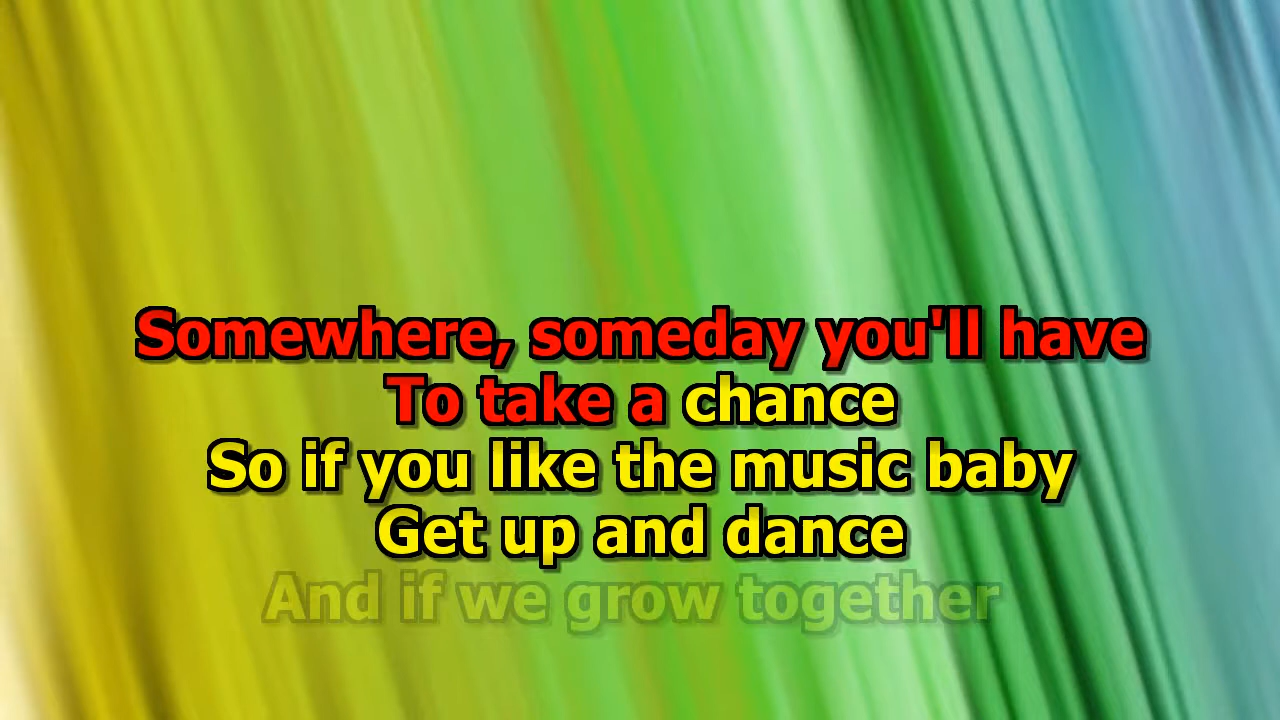 Somewhere, someday you'll have
To take a chance
So if you like the music baby
Get up and dance
And if we grow together